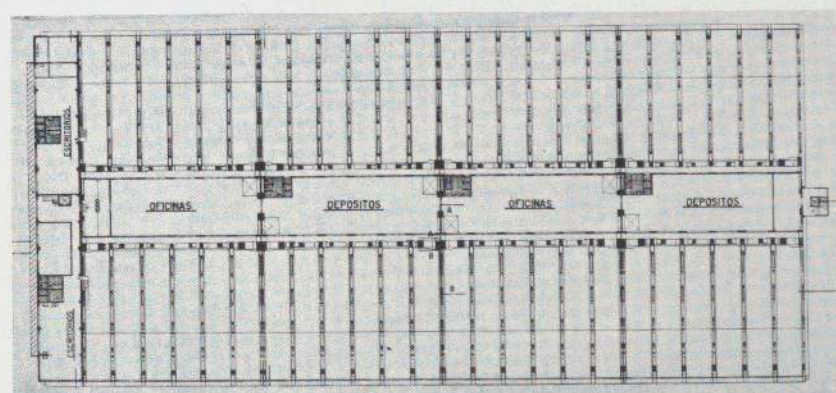 ESCRITORIOS
OFICINAS
DEPOSITOS
OFICINAS
DEPOSITOS
A
A
B
B
ESCRITORIOS